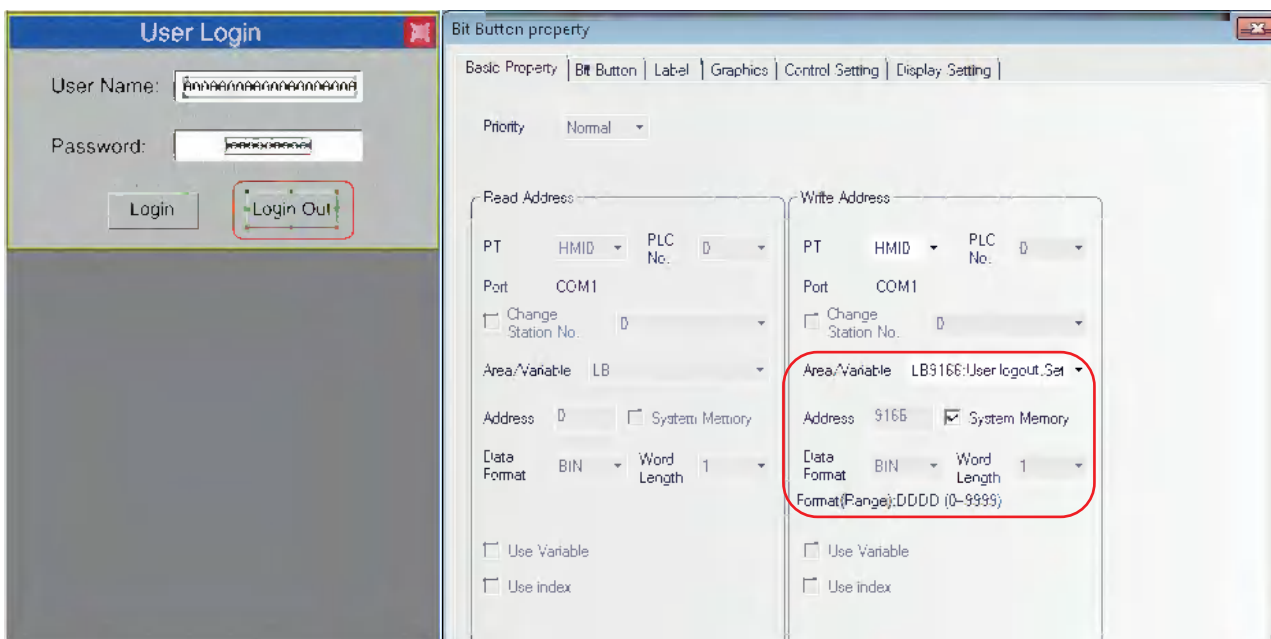 User Login
User Name:
Password:
Login
Login Out
Bit Button property
Basic Property
Bit Button
Label
Graphics
Control Setting
Display Setting
Priority
Normal
Read Address
PT
HMI0
PLC No.
0
Port
COM1
Change Station No.
0
Area/Variable
LB
Address
0
System Memory
Data Format
BIN
Word Length
1
Use Variable
Use index
Write Address
PT
HMI0
PLC No.
0
Port
COM1
Change Station No.
0
Area/Variable
LB9166:User logout.Set
Address
9166
System Memory
Data Format
BIN
Word Length
1
Format(Range):DDDD (0~9999)
Use Variable
Use index